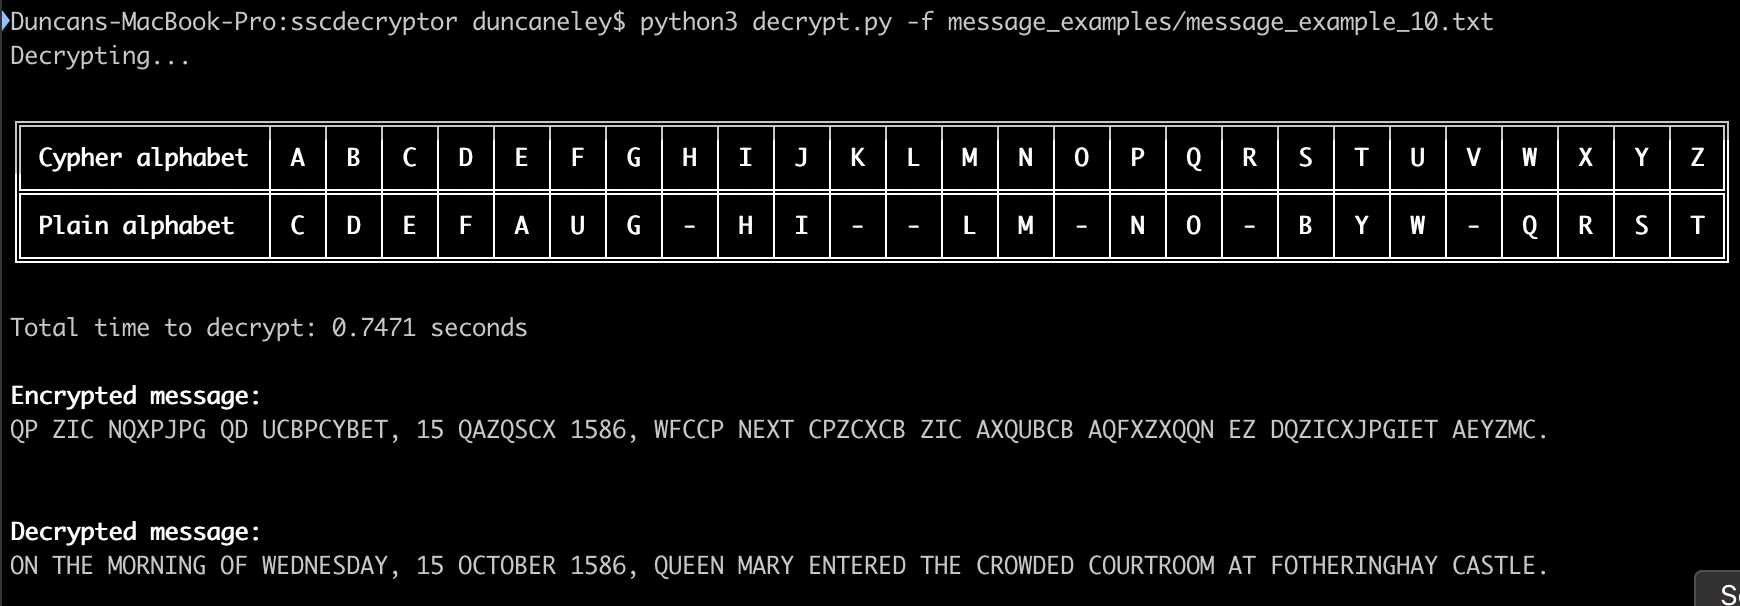 Duncans-MacBook-Pro:sscdecryptor duncaneley$ python3 decrypt.py -f message_examples/message_example_10.txt
Decrypting...
Cypher alphabet A B C D E F G H I J K L M N O P Q R S T U V W X Y Z
Plain alphabet C D E F A U G - H I - - L M - N O - B Y W - Q R S T
Total time to decrypt: 0.7471 seconds
Encrypted message:
QP ZIC NQXPJPG QD UCBPCYBET, 15 QAZQSCX 1586, WFCCP NEXT CPZCXCB ZIC AXQUBCB AQFXZXQQN EZ DQZICXJPGIET AEYZMC.
Decrypted message:
ON THE MORNING OF WEDNESDAY, 15 OCTOBER 1586, QUEEN MARY ENTERED THE CROWDED COURTROOM AT FOTHERINGHAY CASTLE.